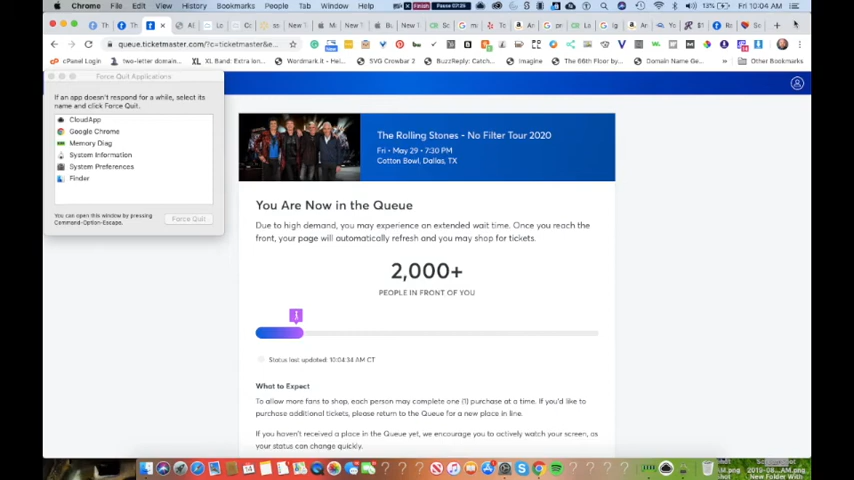 Chrome File Edit View History Bookmarks People Tab Window Help
Finish
13% Fri 10:04 AM
queue.ticketmaster.com/?c=ticketmaster&e...
cPanel Login
two-letter domain...
XL Band: Extra lon...
Wordmark.it - Hel...
SVG Crowbar 2
BuzzReply: Catch...
Imagine
The 66th Floor by...
Domain Name Ge...
Other Bookmarks
Force Quit Applications
If an app doesn't respond for a while, select its
name and click Force Quit.
CloudApp
Google Chrome
Memory Diag
System Information
System Preferences
Finder
You can open this window by pressing
Command-Option-Escape.
Force Quit
The Rolling Stones - No Filter Tour 2020
Fri • May 29 • 7:30 PM
Cotton Bowl, Dallas, TX
You Are Now in the Queue
Due to high demand, you may experience an extended wait time. Once you reach the
front, your page will automatically refresh and you may shop for tickets.
2,000+
PEOPLE IN FRONT OF YOU
Status last updated: 10:04:34 AM CT
What to Expect
To allow more fans to shop, each person may complete one (1) purchase at a time. If you'd like to
purchase additional tickets, please return to the Queue for a new place in line.
If you haven't received a place in the Queue yet, we encourage you to actively watch your screen, as
your status can change quickly.
New Folder With